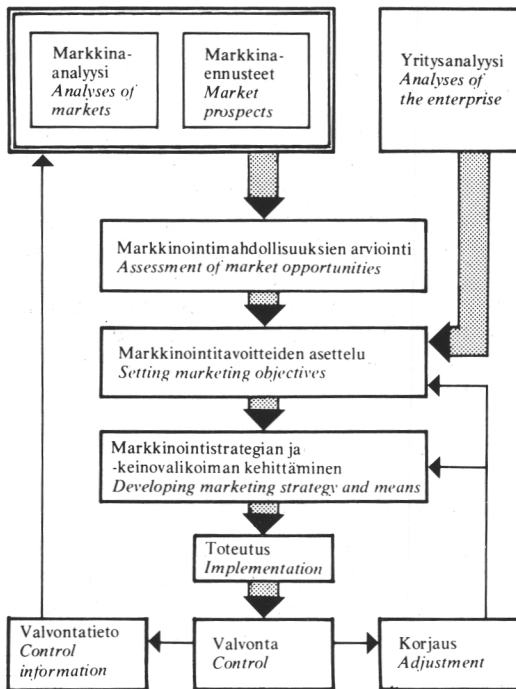 Markkina-
analyysi
Analyses of
markets
Markkina-
ennusteet
Market
prospects
Yritysanalyysi
Analyses of
the enterprise
Markkinointimahdollisuuksien arviointi
Assessment of market opportunities
Markkinointitavoitteiden asettelu
Setting marketing objectives
Markkinointistrategian ja
-keinovalikoiman kehittäminen
Developing marketing strategy and means
Toteutus
Implementation
Valvontatieto
Control
information
Valvonta
Control
Korjaus
Adjustment